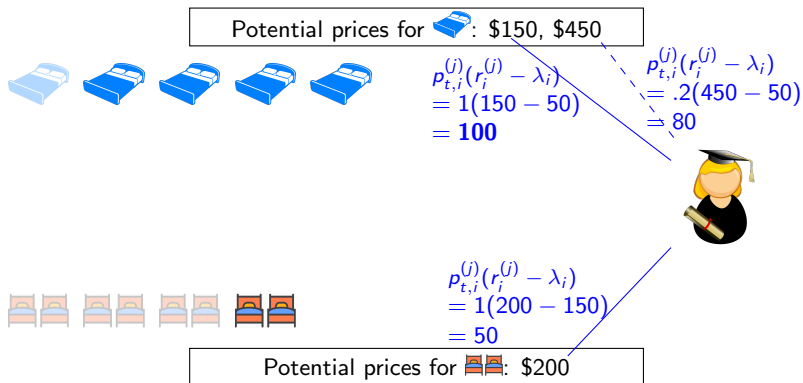 Potential prices for : $150, $450
p_{t,i}^{(j)}(r_i^{(j)} − λ_i)
= 1(150 − 50)
= 100
p_{t,i}^{(j)}(r_i^{(j)} − λ_i)
= .2(450 − 50)
= 80
p_{t,i}^{(j)}(r_i^{(j)} − λ_i)
= 1(200 − 150)
= 50
Potential prices for : $200